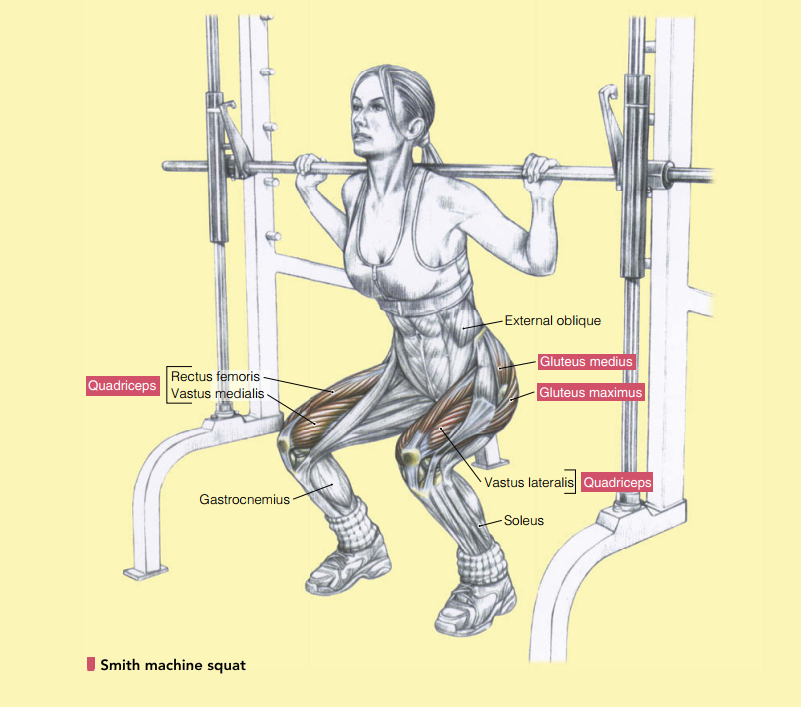 External oblique
Gluteus medius
Quadriceps
Rectus femoris
Vastus medialis
Gluteus maximus
Gastrocnemius
Vastus lateralis
Quadriceps
Soleus
Smith machine squat